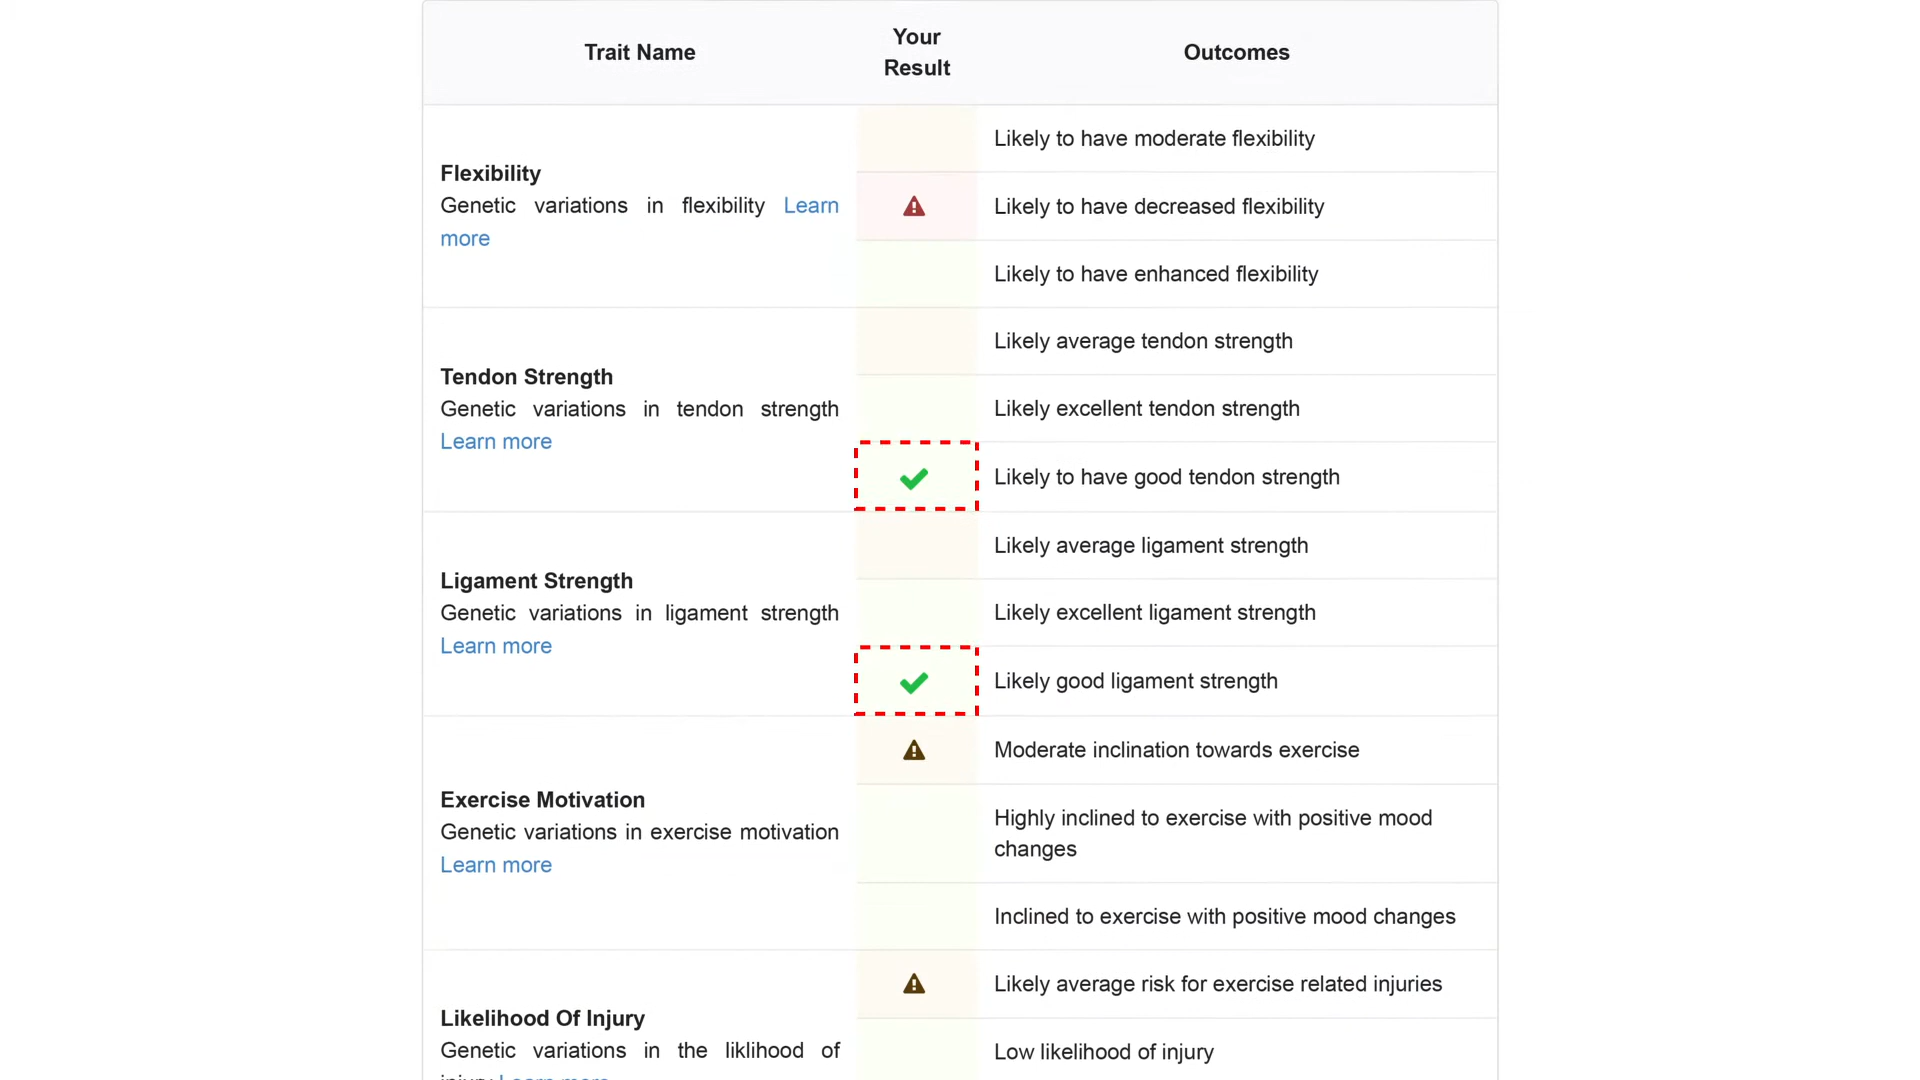 Trait Name
Your
Result
Outcomes
Flexibility
Genetic variations in flexibility Learn
more
Likely to have moderate flexibility
Likely to have decreased flexibility
Likely to have enhanced flexibility
Tendon Strength
Genetic variations in tendon strength
Learn more
Likely average tendon strength
Likely excellent tendon strength
Likely to have good tendon strength
Ligament Strength
Genetic variations in ligament strength
Learn more
Likely average ligament strength
Likely excellent ligament strength
Likely good ligament strength
Exercise Motivation
Genetic variations in exercise motivation
Learn more
Moderate inclination towards exercise
Highly inclined to exercise with positive mood
changes
Inclined to exercise with positive mood changes
Likelihood Of Injury
Genetic variations in the liklihood of
injury Learn more
Likely average risk for exercise related injuries
Low likelihood of injury